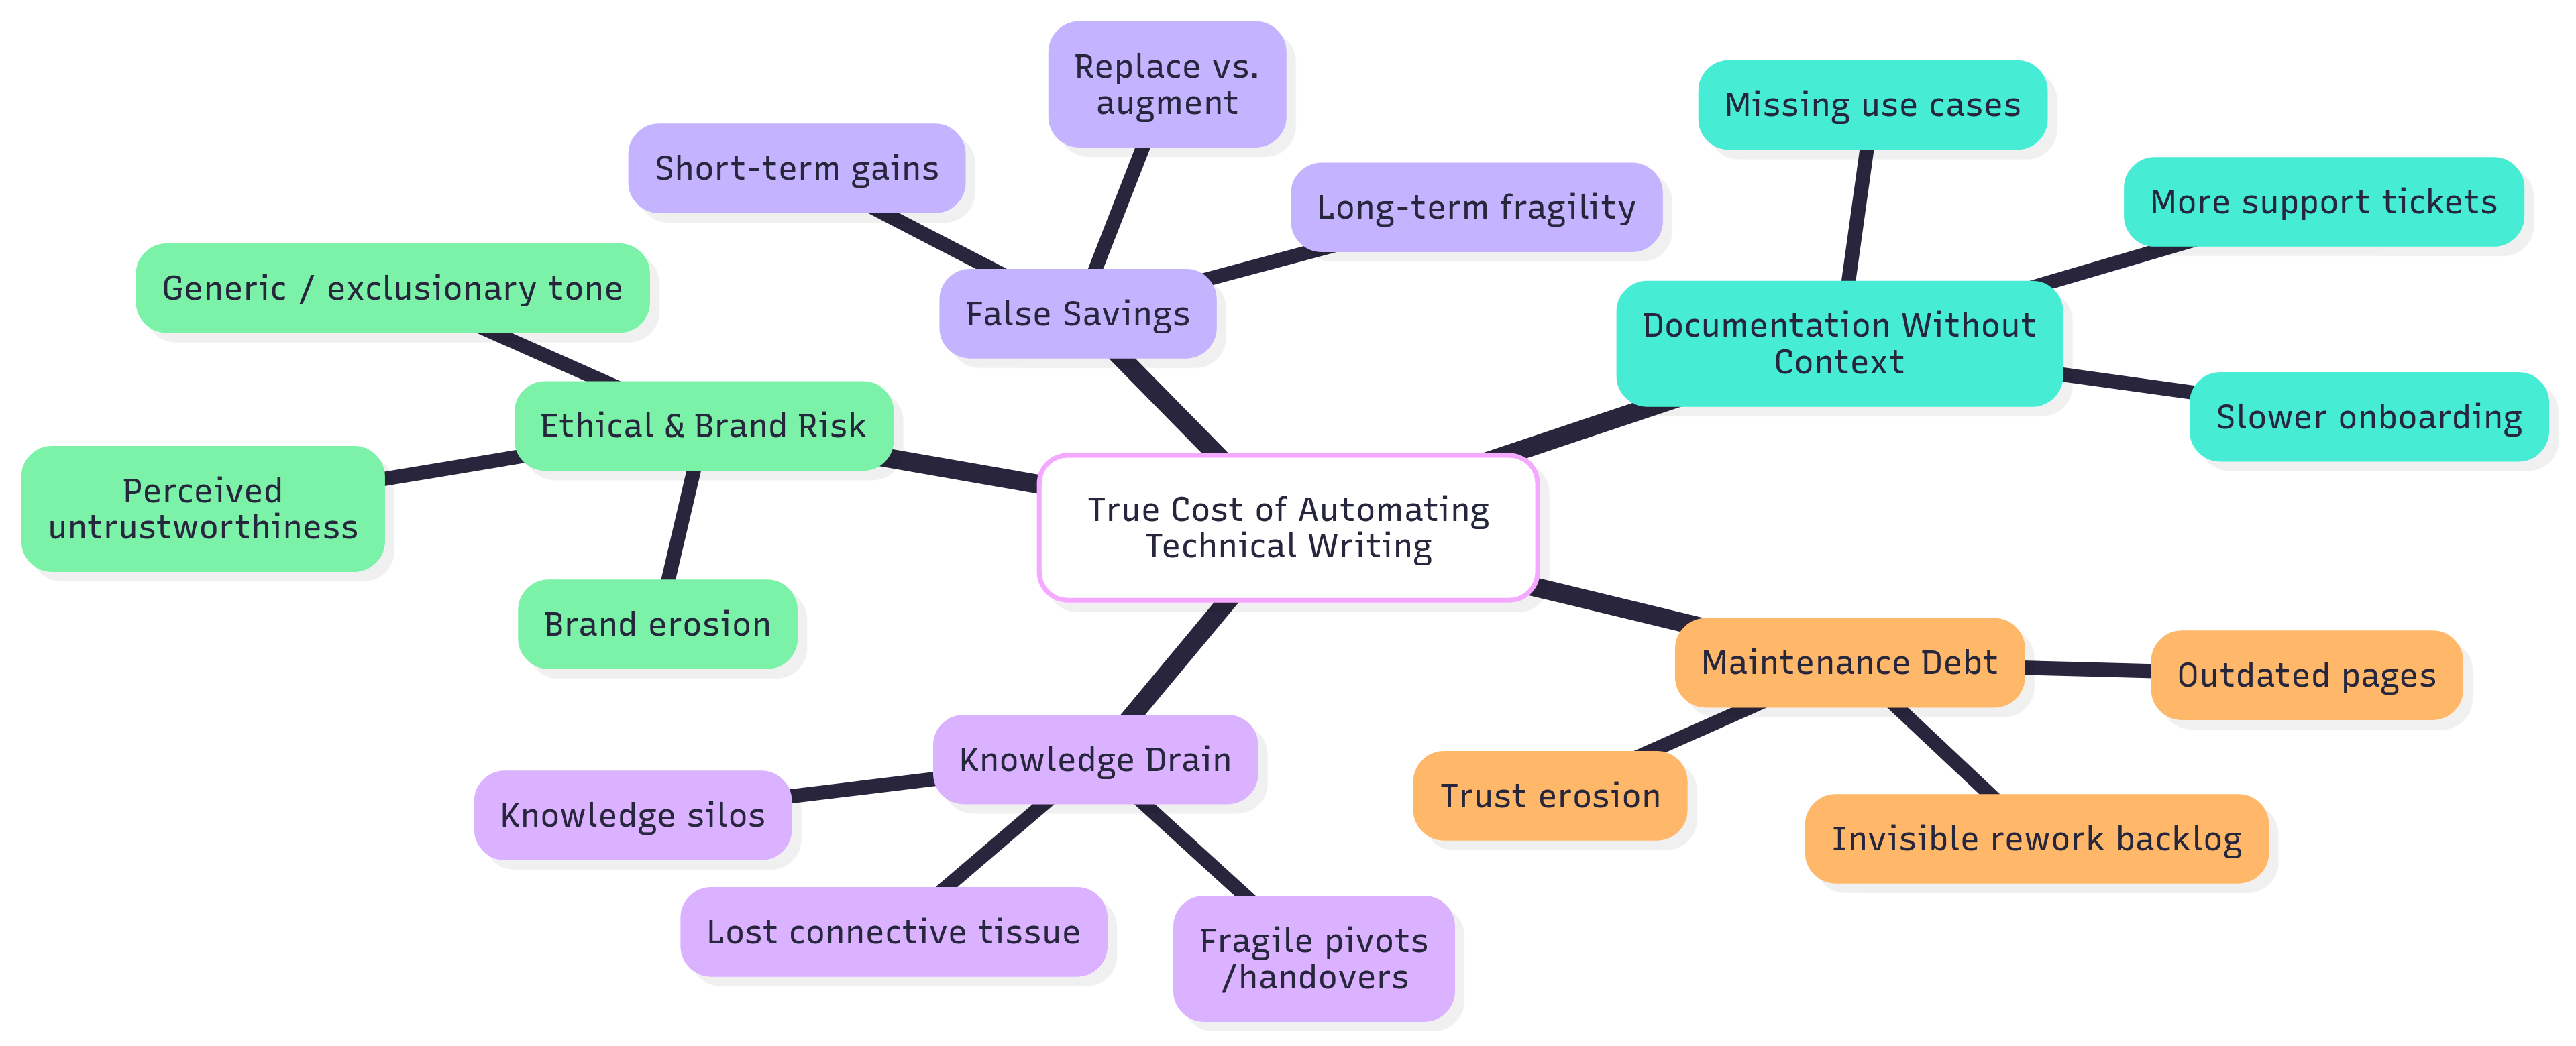 Replace vs.
augment
Short-term gains
Long-term fragility
False Savings
Missing use cases
More support tickets
Documentation Without
Context
Slower onboarding
Generic / exclusionary tone
Ethical & Brand Risk
Perceived
untrustworthiness
Brand erosion
True Cost of Automating
Technical Writing
Maintenance Debt
Outdated pages
Trust erosion
Invisible rework backlog
Knowledge Drain
Knowledge silos
Lost connective tissue
Fragile pivots
/handovers